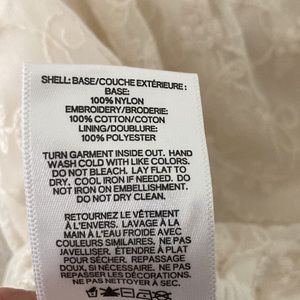 SHELL: BASE/COUCHE EXTÉRIEURE :
BASE:
100% NYLON
EMBROIDERY/BRODERIE:
100% COTTON/COTON
LINING/DOUBLURE:
100% POLYESTER
TURN GARMENT INSIDE OUT. HAND
WASH COLD WITH LIKE COLORS.
DO NOT BLEACH. LAY FLAT TO
DRY. COOL IRON IF NEEDED. DO
NOT IRON ON EMBELLISHMENT.
DO NOT DRY CLEAN.
RETOURNEZ LE VÊTEMENT
À L'ENVERS. LAVAGE À LA
MAIN À L'EAU FROIDE AVEC
COULEURS SIMILAIRES. NE PAS
JAVELLISER. ÉTENDRE À PLAT
POUR SÉCHER. REPASSAGE
DOUX, SI NÉCESSAIRE. NE PAS
REPASSER LES DÉCORATIONS.
NE PAS NETTOYER À SEC.